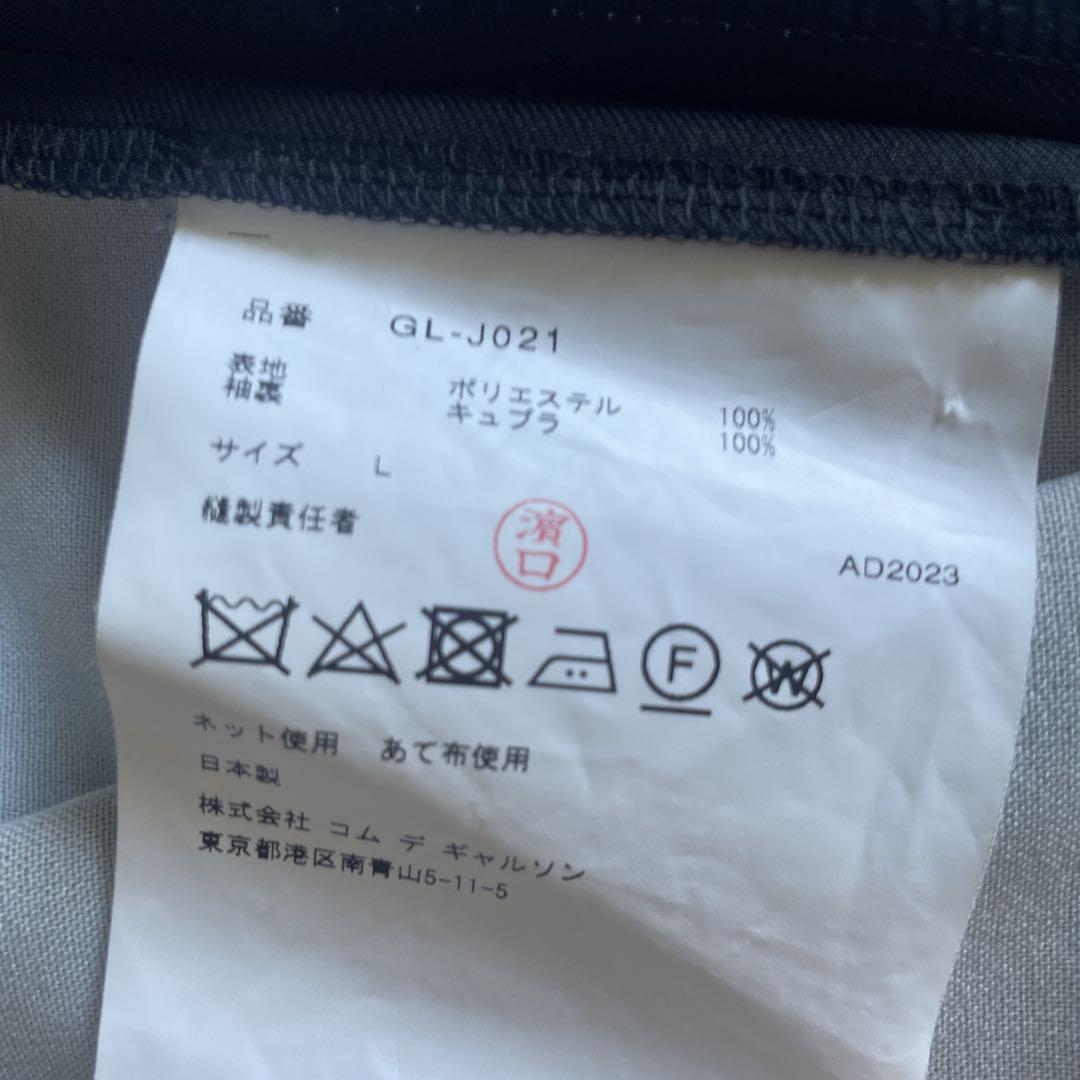 品番 GL-J021
表地 ポリエステル 100%
袖裏 キュプラ 100%
サイズ L
縫製責任者 濱口
AD2023
F W
ネット使用 あて布使用
日本製
株式会社 コム デ ギャルソン
東京都港区南青山5-11-5